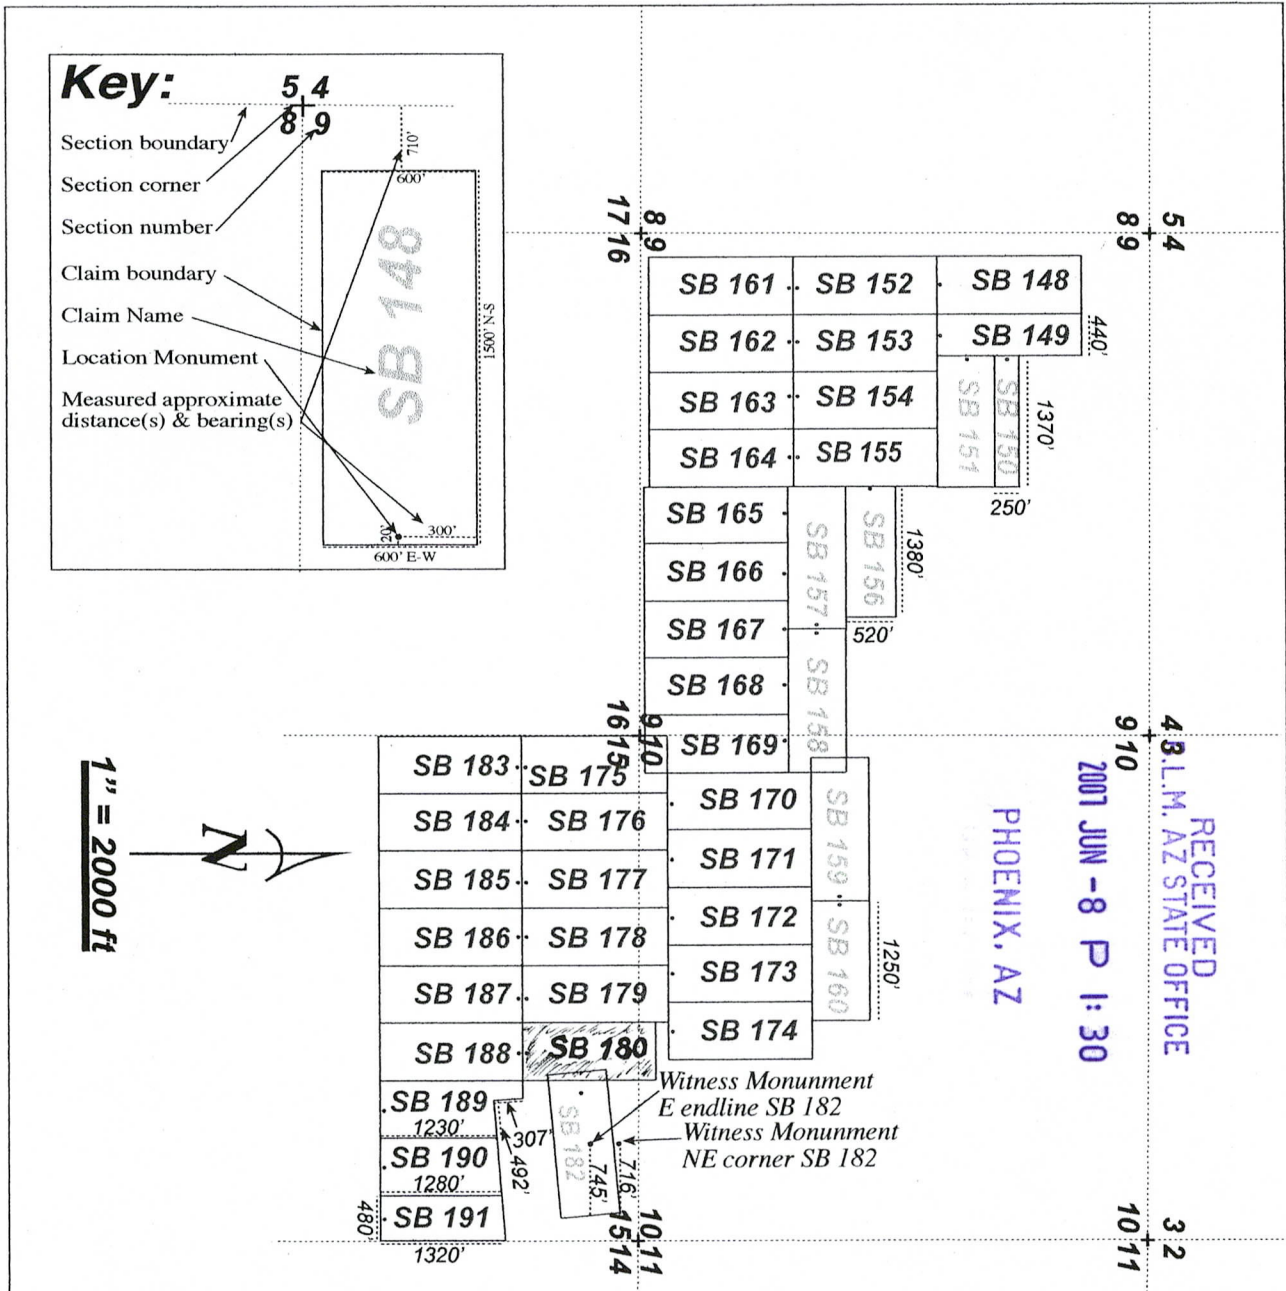 Key:
5 4
8 9
Section boundary
Section corner
Section number
Claim boundary
Claim Name
Location Monument
Measured approximate
distance(s) & bearing(s)
710'
600'
SB 148
1500' N-S
20'
300'
600' E-W
17 8
16 9
8 5
9 4
SB 161
SB 152
SB 148
SB 162
SB 153
SB 149
440'
SB 163
SB 154
SB 151
SB 150
1370'
SB 164
SB 155
250'
SB 165
SB 157
SB 156
1380'
SB 166
SB 167
520'
SB 168
SB 158
SB 169
16 9
15 10
9 4
10 3
SB 183
SB 175
SB 170
SB 159
SB 184
SB 176
SB 171
SB 185
SB 177
SB 172
SB 160
1250'
SB 186
SB 178
SB 173
SB 187
SB 179
SB 174
SB 188
SB 180
SB 189
1230'
307'
SB 190
1280'
492'
SB 191
480'
1320'
SB 182
745'
716'
Witness Monunment
E endline SB 182
Witness Monunment
NE corner SB 182
15 10
14 11
10 3
11 2
N
1" = 2000 ft
RECEIVED
B.L.M. AZ STATE OFFICE
2007 JUN -8 P 1:30
PHOENIX, AZ